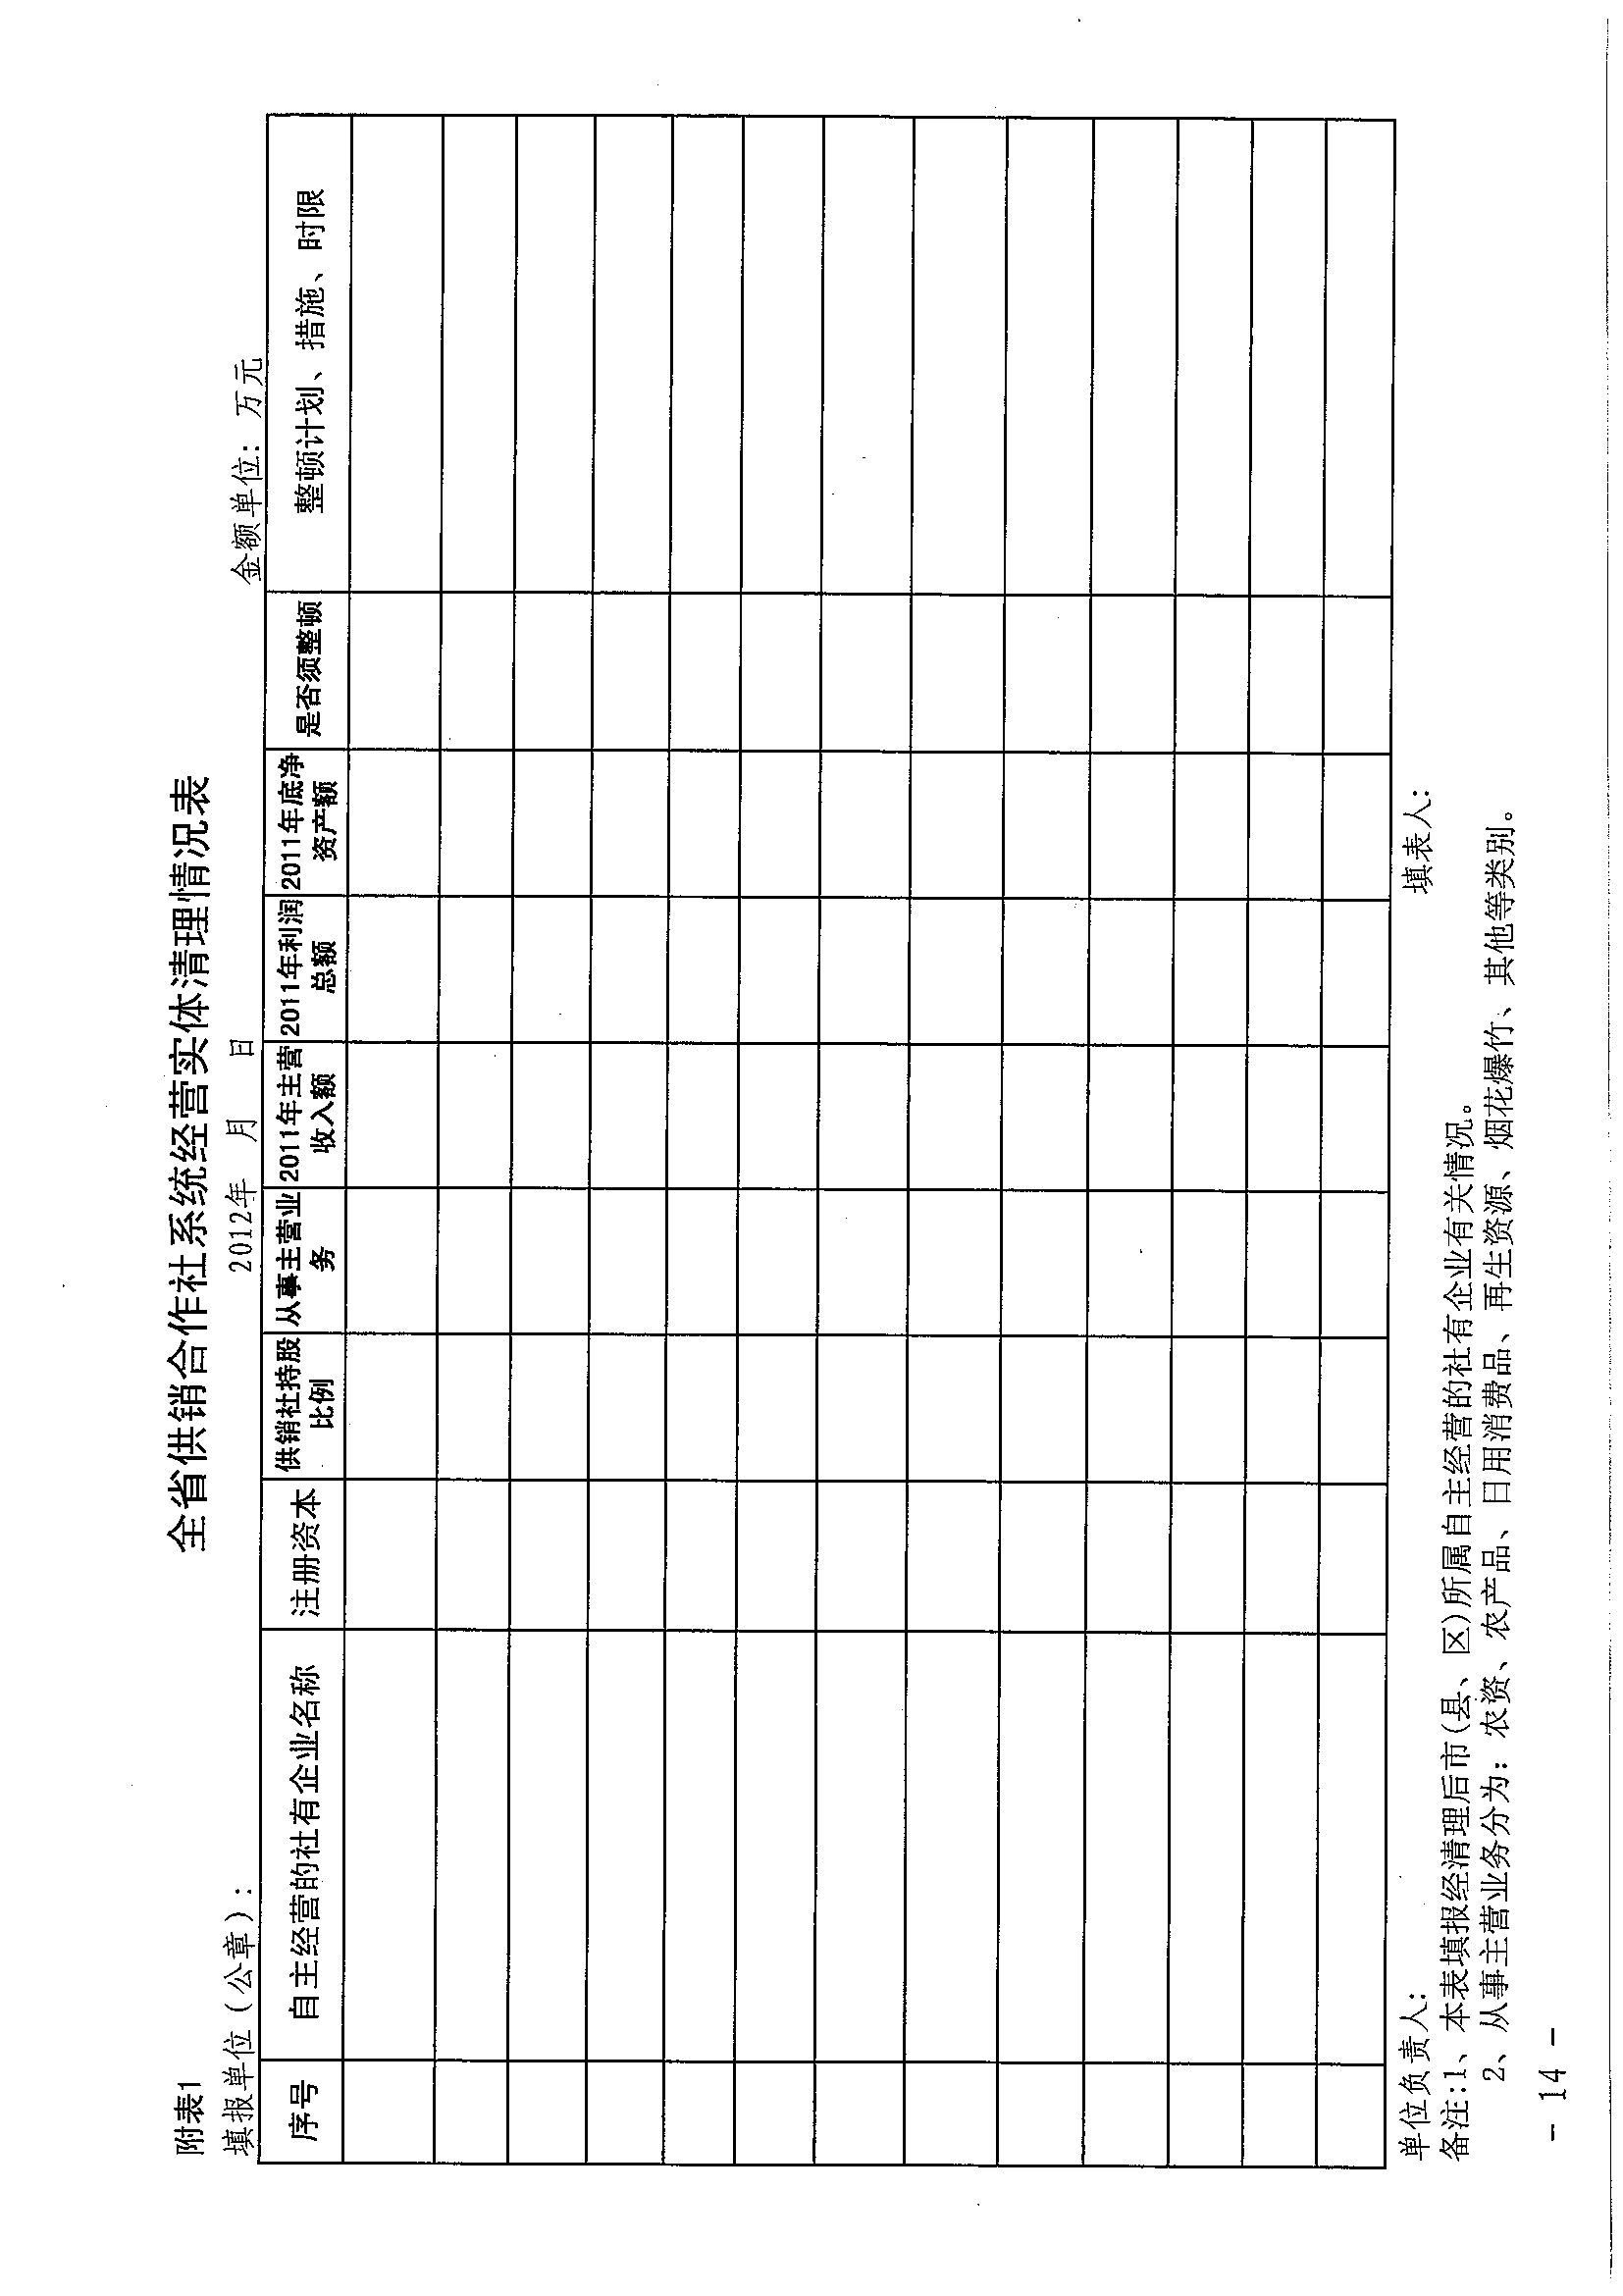 附表1
全省供销合作社系统经营实体清理情况表
填报单位（公章）: 2012年 月 日 金额单位: 万元
序号 自主经营的社有企业名称 注册资本 供销社持股比例 从事主营业务 2011年主营收入额 2011年利润总额 2011年底净资产额 是否须整顿 整顿计划、措施、时限
单位负责人: 填表人:
备注:1、本表填报经清理后市(县、区)所属自主经营的社有企业有关情况。
2、从事主营业务分为: 农资、农产品、日用消费品、再生资源、烟花爆竹、其他等类别。
- 14 -